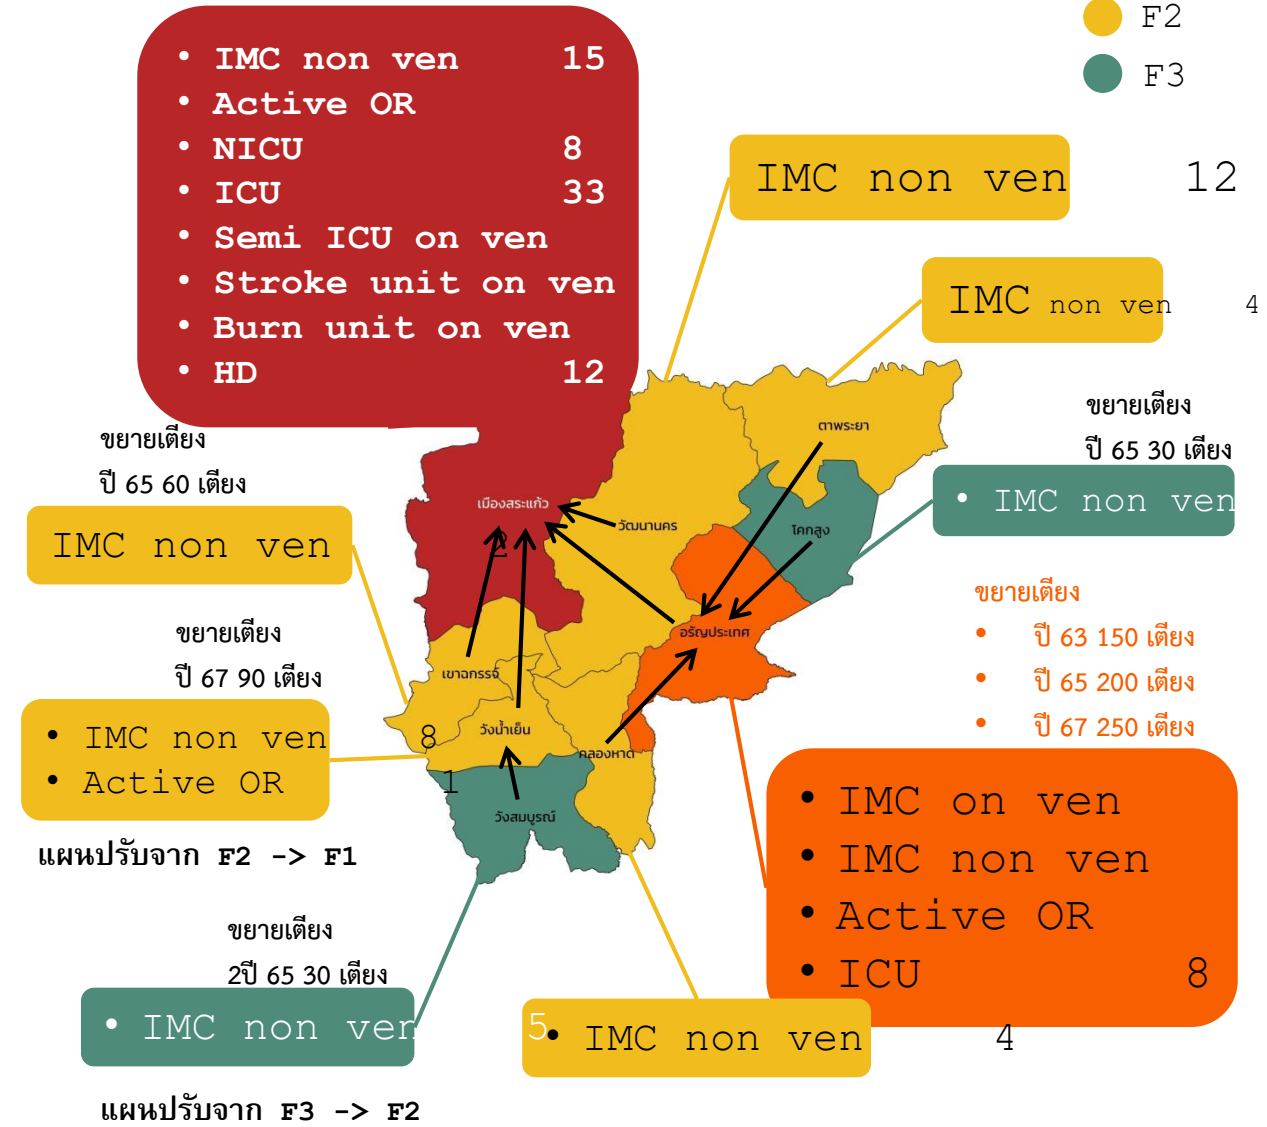 F2
F3
• IMC non ven 15
• Active OR
• NICU 8
• ICU 33
• Semi ICU on ven
• Stroke unit on ven
• Burn unit on ven
• HD 12
IMC non ven 12
IMC non ven 4
ขยายเตียง
ปี 65 30 เตียง
• IMC non ven
ขยายเตียง
ปี 65 60 เตียง
IMC non ven
2
ขยายเตียง
ปี 67 90 เตียง
• IMC non ven 8
• Active OR 1
แผนปรับจาก F2 -> F1
ตาพระยา
เมืองสระแก้ว
วัฒนานคร
โคกสูง
อรัญประเทศ
เขาฉกรรจ์
วังน้ำเย็น
คลองหาด
วังสมบูรณ์
ขยายเตียง
• ปี 63 150 เตียง
• ปี 65 200 เตียง
• ปี 67 250 เตียง
• IMC on ven
• IMC non ven
• Active OR
• ICU 8
ขยายเตียง
2ปี 65 30 เตียง
• IMC non ven 5
• IMC non ven 4
แผนปรับจาก F3 -> F2